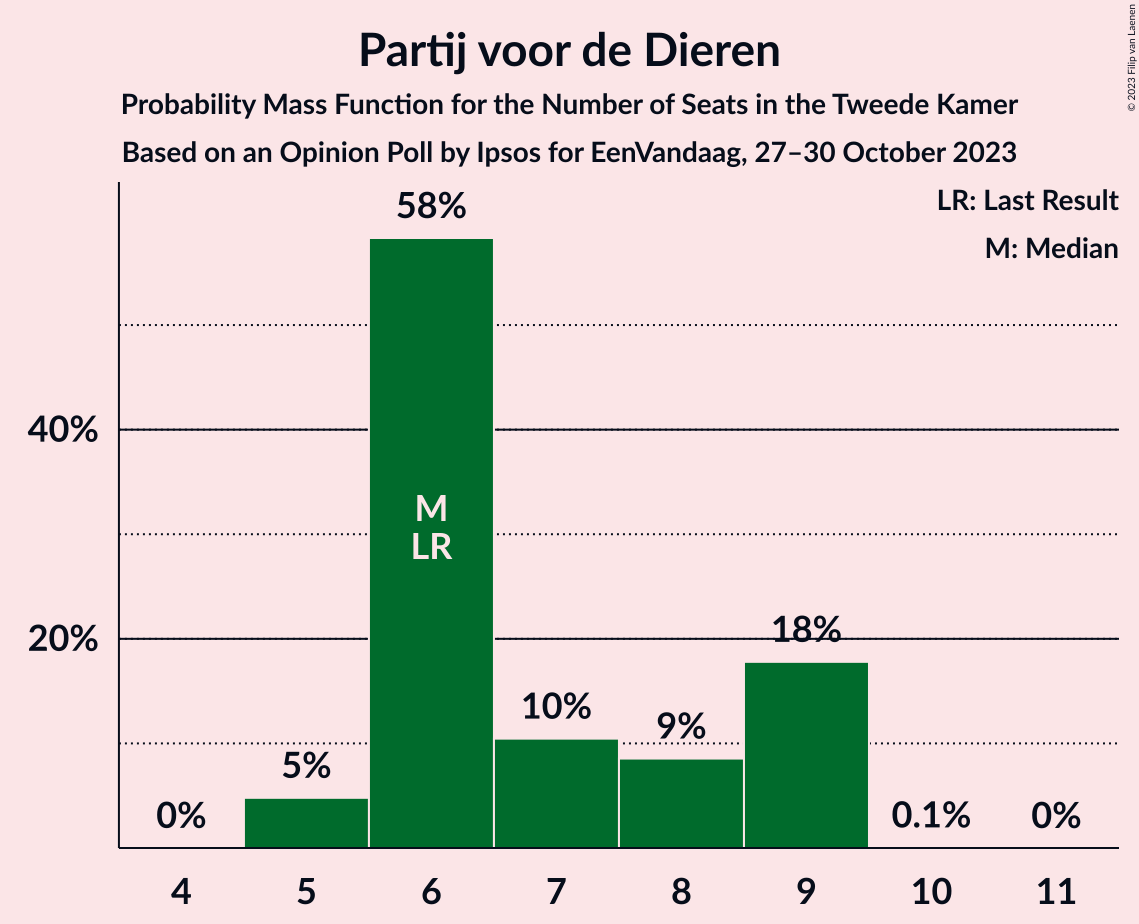 Partij voor de Dieren
Probability Mass Function for the Number of Seats in the Tweede Kamer
Based on an Opinion Poll by Ipsos for EenVandaag, 27–30 October 2023
© 2023 Filip van Laenen
LR: Last Result
M: Median
58%
40%
M
LR
20%
18%
10%
9%
5%
0%
0.1%
0%
4 5 6 7 8 9 10 11